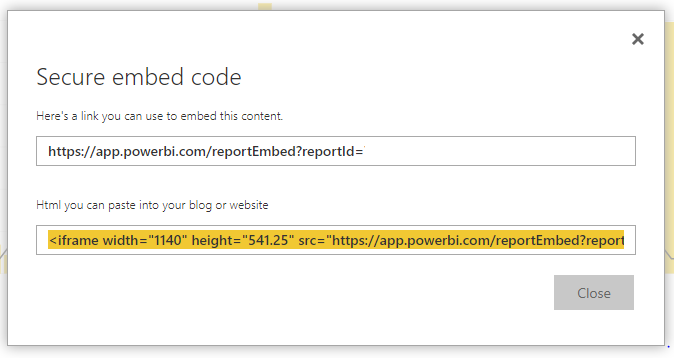 Secure embed code
Here's a link you can use to embed this content.
https://app.powerbi.com/reportEmbed?reportId=
Html you can paste into your blog or website
<iframe width="1140" height="541.25" src="https://app.powerbi.com/reportEmbed?report
Close